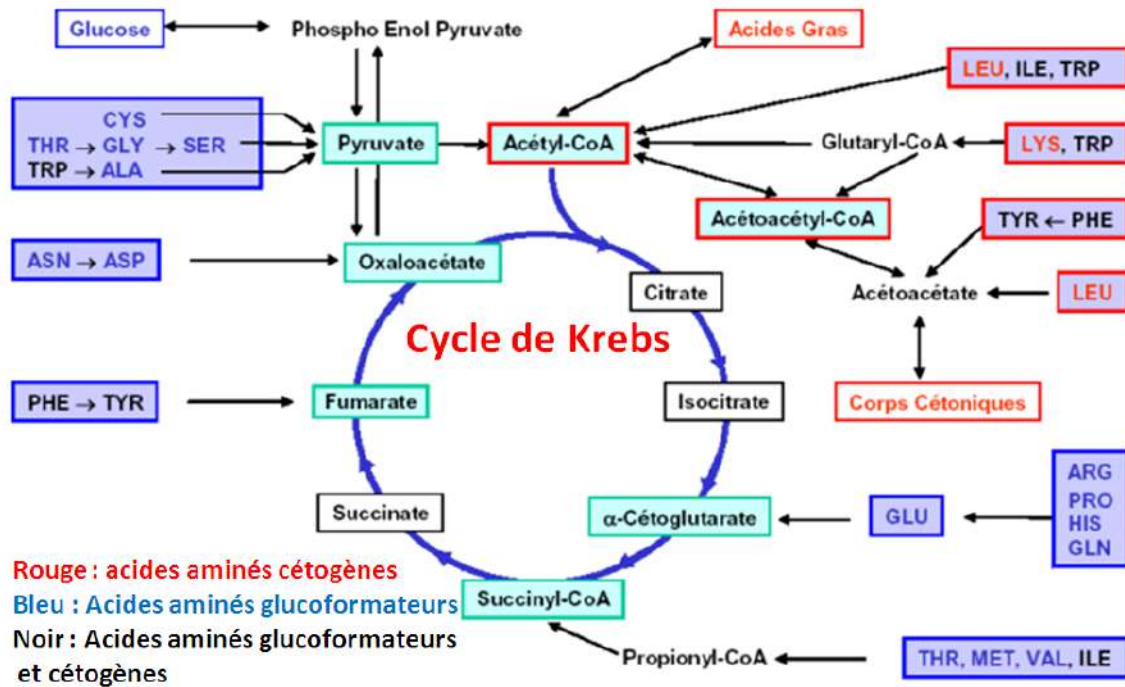 Glucose
Phospho Enol Pyruvate
Acides Gras
LEU, ILE, TRP
CYS
THR → GLY → SER
TRP → ALA
Pyruvate
Acétyl-CoA
Glutaryl-CoA
LYS, TRP
Acétoacétyl-CoA
TYR ← PHE
ASN → ASP
Oxaloacétate
Citrate
Acétoacétate
LEU
Cycle de Krebs
PHE → TYR
Fumarate
Isocitrate
Corps Cétoniques
ARG
PRO
HIS
GLN
Succinate
α-Cétoglutarate
GLU
Rouge : acides aminés cétogènes
Bleu : Acides aminés glucoformateurs
Noir : Acides aminés glucoformateurs
et cétogènes
Succinyl-CoA
Propionyl-CoA
THR, MET, VAL, ILE